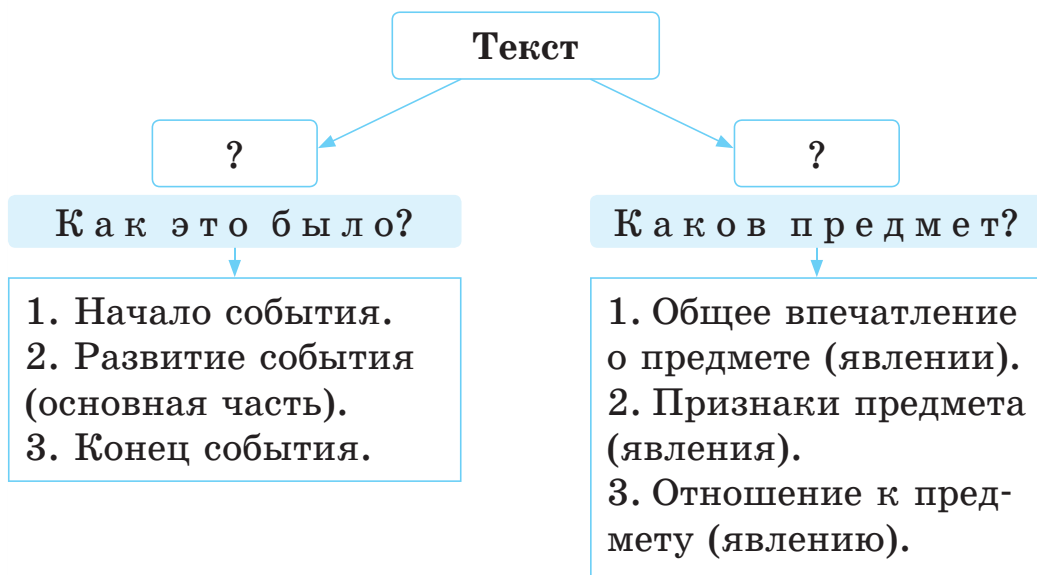 Текст
?
?
Как это было?
Каков предмет?
1. Начало события.
2. Развитие события
(основная часть).
3. Конец события.
1. Общее впечатление
о предмете (явлении).
2. Признаки предмета
(явления).
3. Отношение к пред-
мету (явлению).